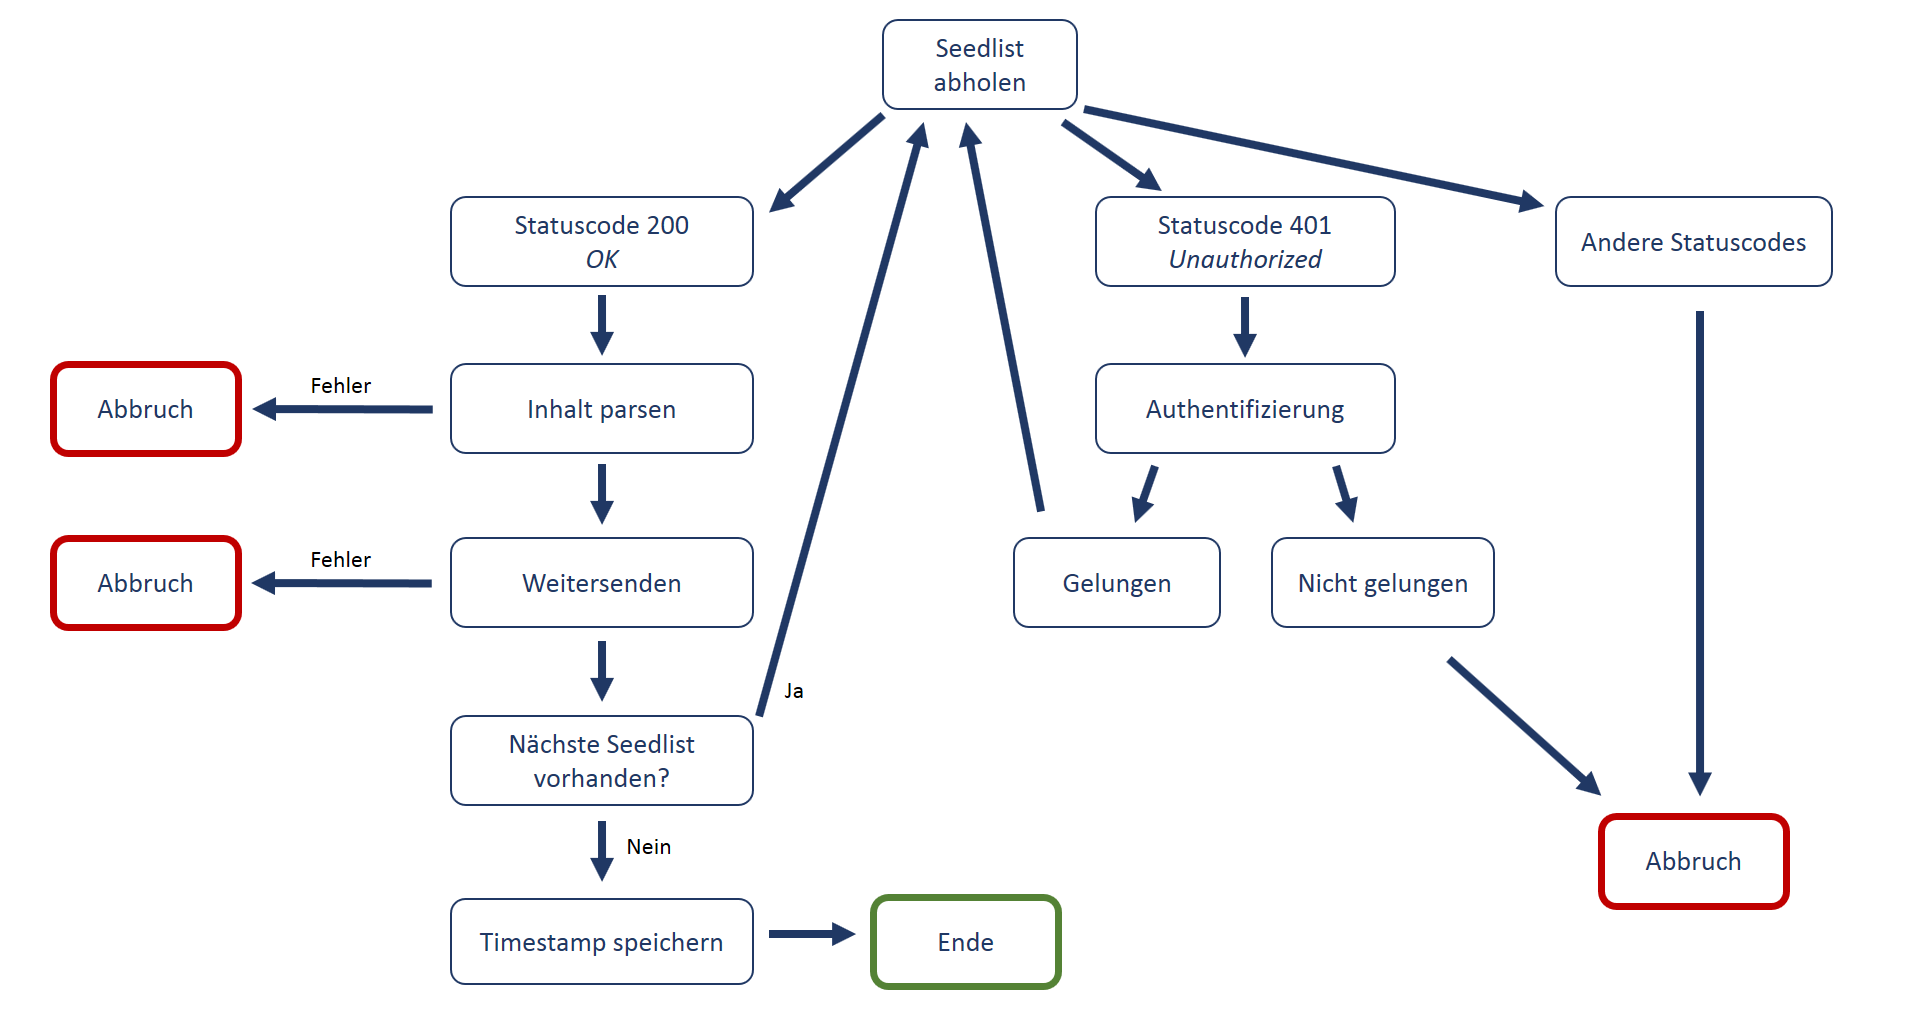 Seedlist
abholen
Statuscode 200
OK
Statuscode 401
Unauthorized
Andere Statuscodes
Abbruch
Fehler
Inhalt parsen
Authentifizierung
Abbruch
Fehler
Weitersenden
Gelungen
Nicht gelungen
Ja
Nächste Seedlist
vorhanden?
Nein
Abbruch
Timestamp speichern
Ende